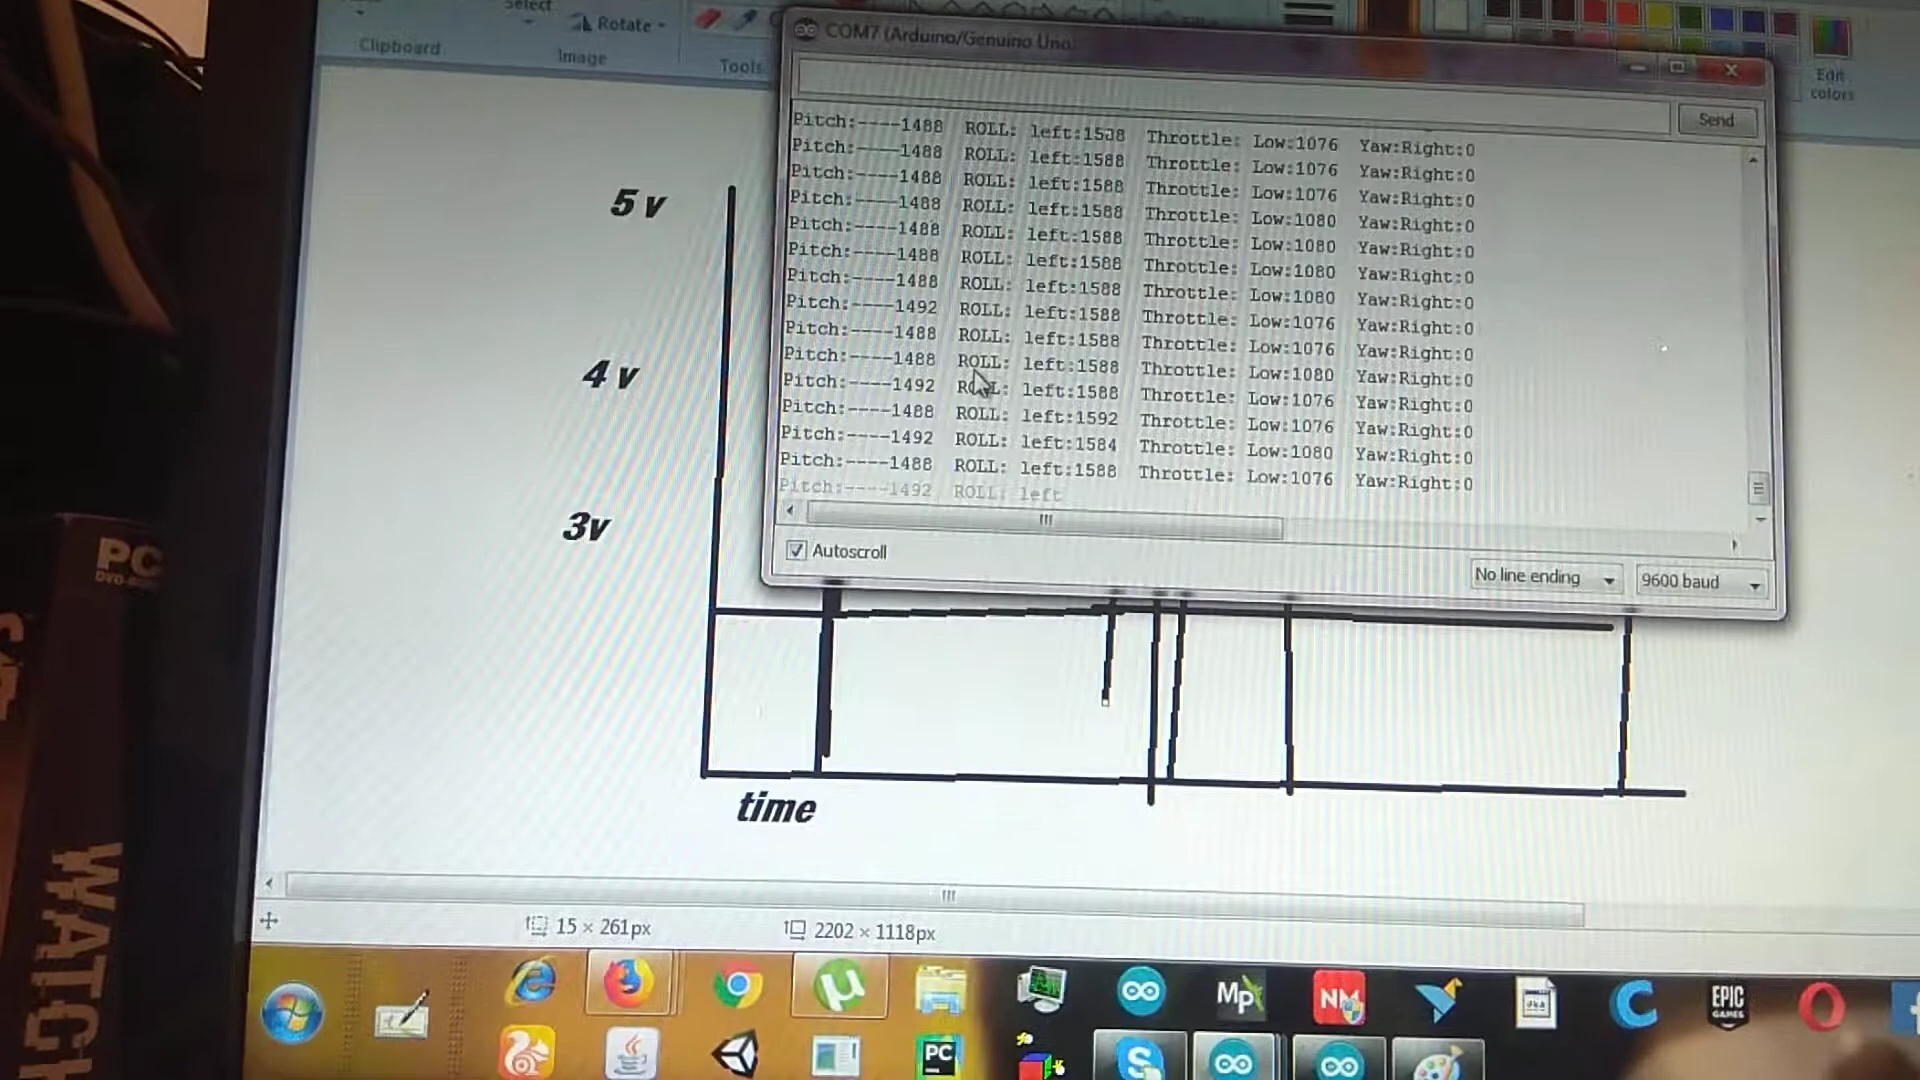 Select
Rotate
Clipboard
Image
Tools
COM7 (Arduino/Genuino Uno)
Edit
colors
Send
Pitch:----1488 ROLL: left:1588 Throttle: Low:1076 Yaw:Right:0
Pitch:----1488 ROLL: left:1588 Throttle: Low:1076 Yaw:Right:0
Pitch:----1488 ROLL: left:1588 Throttle: Low:1076 Yaw:Right:0
Pitch:----1488 ROLL: left:1588 Throttle: Low:1080 Yaw:Right:0
Pitch:----1488 ROLL: left:1588 Throttle: Low:1080 Yaw:Right:0
Pitch:----1488 ROLL: left:1588 Throttle: Low:1080 Yaw:Right:0
Pitch:----1488 ROLL: left:1588 Throttle: Low:1080 Yaw:Right:0
Pitch:----1492 ROLL: left:1588 Throttle: Low:1076 Yaw:Right:0
Pitch:----1488 ROLL: left:1588 Throttle: Low:1076 Yaw:Right:0
Pitch:----1488 ROLL: left:1588 Throttle: Low:1080 Yaw:Right:0
Pitch:----1492 ROLL: left:1588 Throttle: Low:1076 Yaw:Right:0
Pitch:----1488 ROLL: left:1592 Throttle: Low:1076 Yaw:Right:0
Pitch:----1492 ROLL: left:1584 Throttle: Low:1080 Yaw:Right:0
Pitch:----1488 ROLL: left:1588 Throttle: Low:1076 Yaw:Right:0
Pitch:----1492 ROLL: left
Autoscroll
No line ending
9600 baud
5 v
4 v
3v
time
15 × 261px
2202 × 1118px
PC
WATCH
Mp
NM
EPIC
GAMES
PC